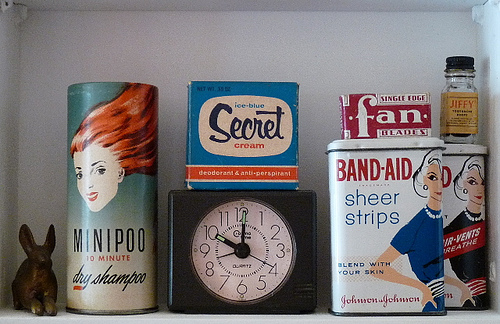 MINIPOO
10 MINUTE
dry shampoo
ice-blue
Secret
cream
deodorant & anti-perspirant
12
1
2
3
4
5
6
7
8
9
10
11
QUARTZ
SINGLE EDGE
fan
BLADES
JIFFY
BAND-AID
sheer
strips
BLEND WITH
YOUR SKIN
Johnson & Johnson
AIR-VENTS
BREATHE